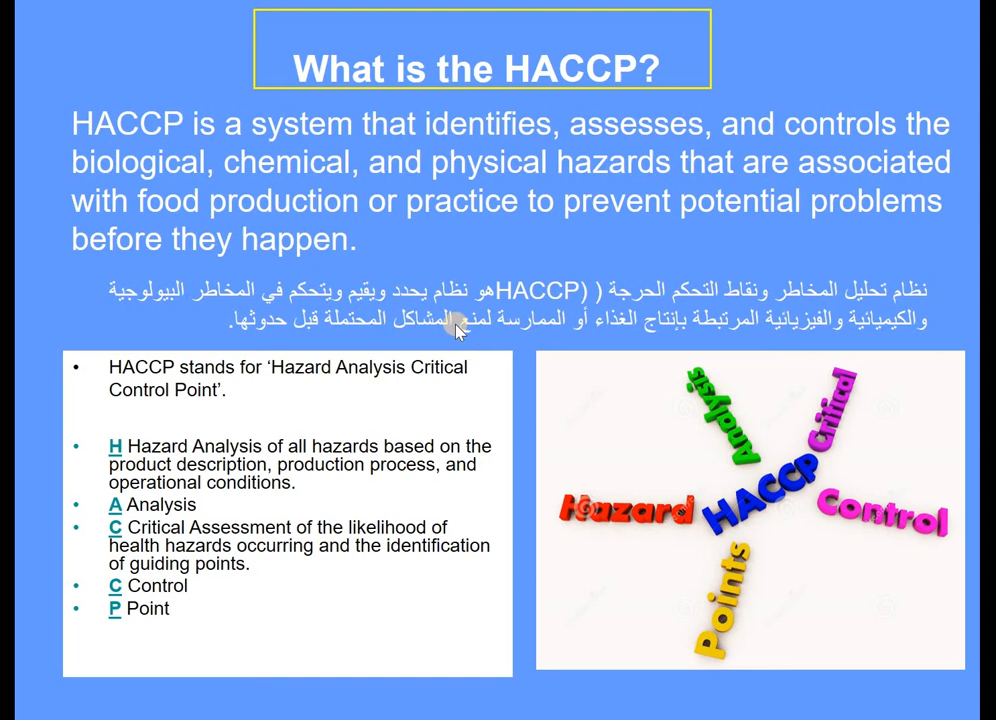 What is the HACCP?
HACCP is a system that identifies, assesses, and controls the
biological, chemical, and physical hazards that are associated
with food production or practice to prevent potential problems
before they happen.
نظام تحليل المخاطر ونقاط التحكم الحرجة ( (HACCPهو نظام يحدد ويقيم ويتحكم في المخاطر البيولوجية
والكيميائية والفيزيائية المرتبطة بإنتاج الغذاء أو الممارسة لمنع المشاكل المحتملة قبل حدوثها.
• HACCP stands for ‘Hazard Analysis Critical
Control Point’.
• H Hazard Analysis of all hazards based on the
product description, production process, and
operational conditions.
• A Analysis
• C Critical Assessment of the likelihood of
health hazards occurring and the identification
of guiding points.
• C Control
• P Point
Analysis
Critical
HACCP
Hazard
Control
Points